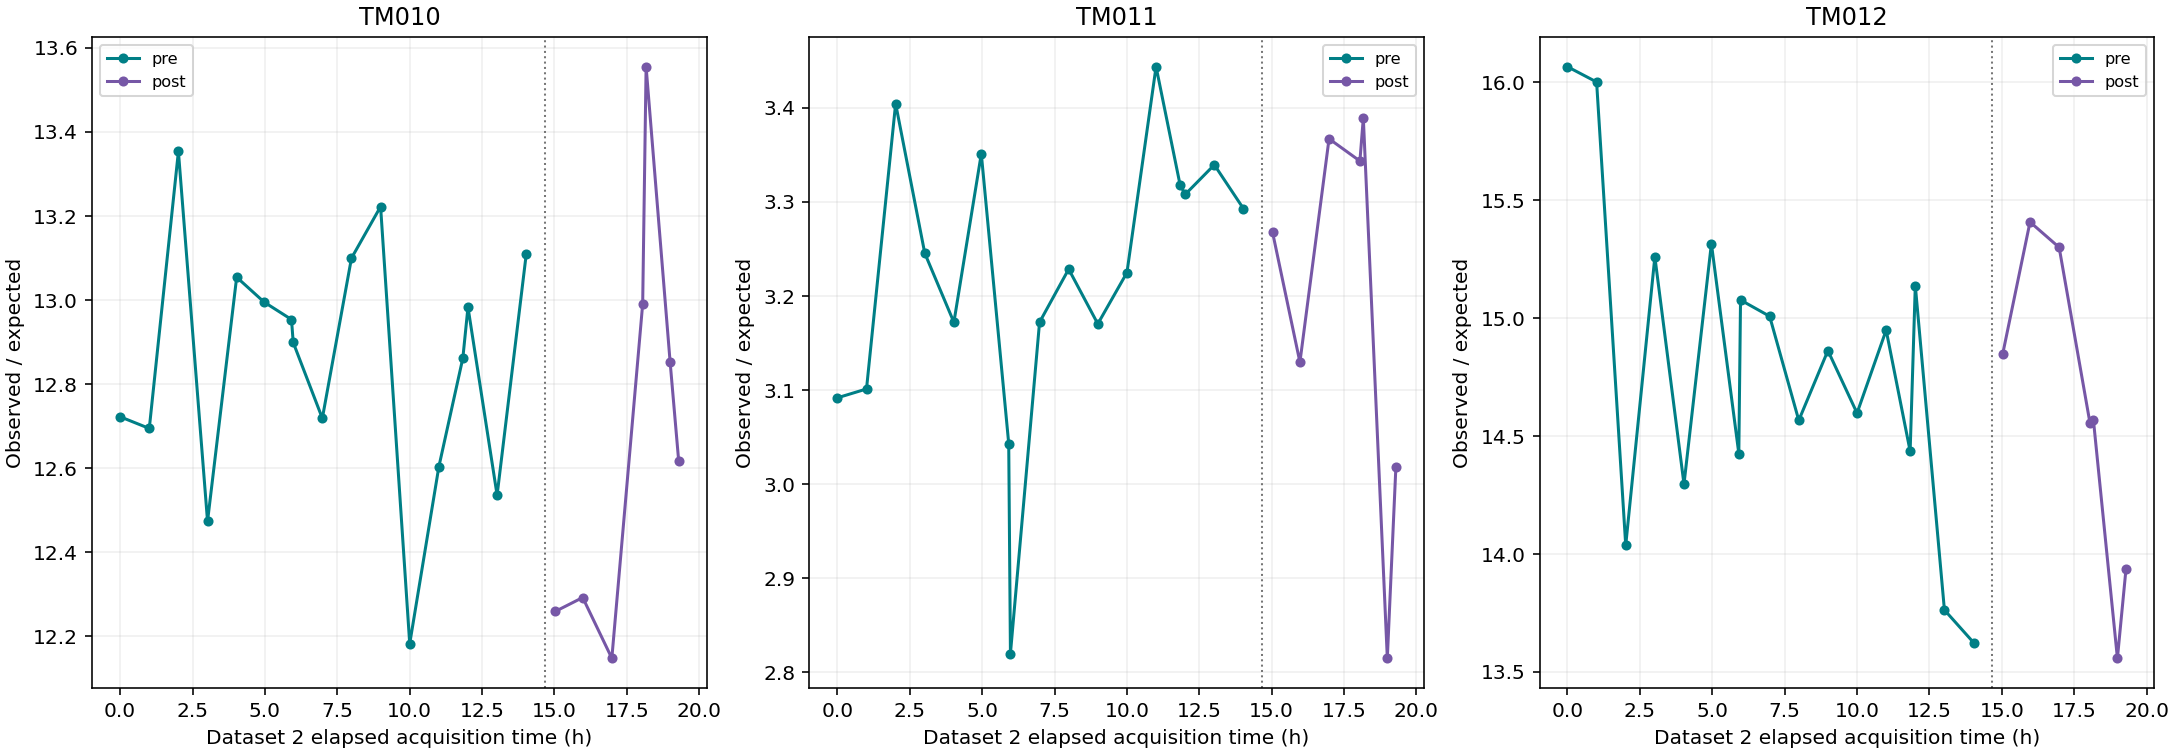 TM010
13.6
13.4
13.2
13.0
12.8
12.6
12.4
12.2
Observed / expected
pre
post
0.0 2.5 5.0 7.5 10.0 12.5 15.0 17.5 20.0
Dataset 2 elapsed acquisition time (h)
TM011
3.4
3.3
3.2
3.1
3.0
2.9
2.8
Observed / expected
pre
post
0.0 2.5 5.0 7.5 10.0 12.5 15.0 17.5 20.0
Dataset 2 elapsed acquisition time (h)
TM012
16.0
15.5
15.0
14.5
14.0
13.5
Observed / expected
pre
post
0.0 2.5 5.0 7.5 10.0 12.5 15.0 17.5 20.0
Dataset 2 elapsed acquisition time (h)